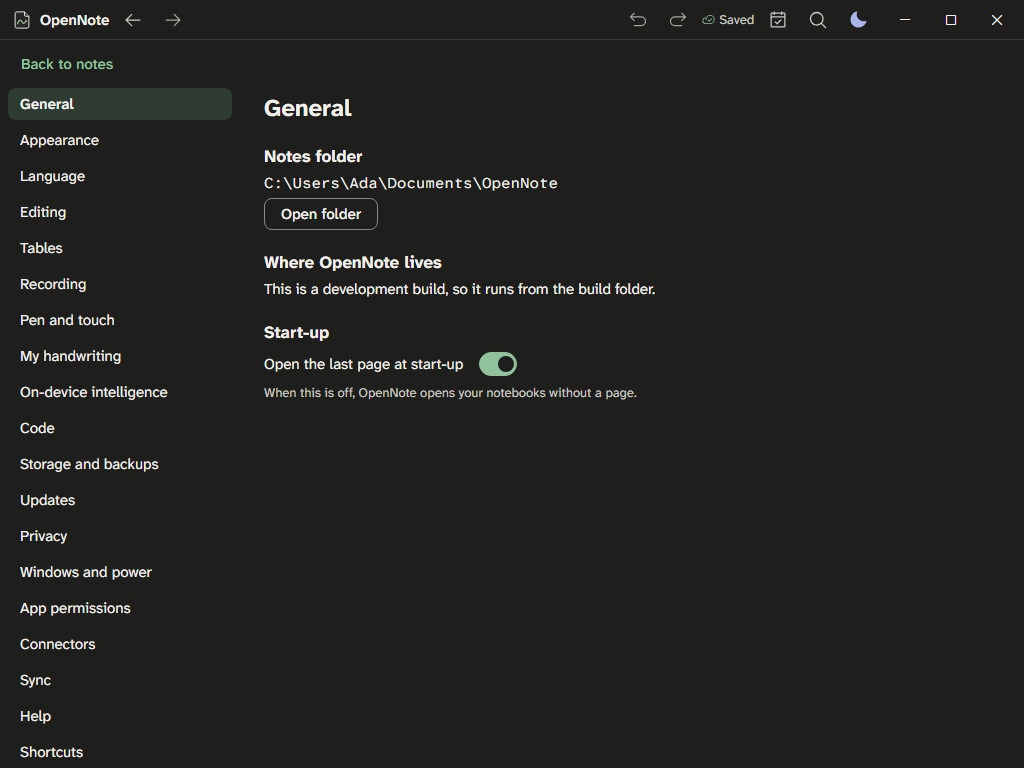 OpenNote
Saved
Back to notes
General
Appearance
Language
Editing
Tables
Recording
Pen and touch
My handwriting
On-device intelligence
Code
Storage and backups
Updates
Privacy
Windows and power
App permissions
Connectors
Sync
Help
Shortcuts
General
Notes folder
C:\Users\Ada\Documents\OpenNote
Open folder
Where OpenNote lives
This is a development build, so it runs from the build folder.
Start-up
Open the last page at start-up
When this is off, OpenNote opens your notebooks without a page.